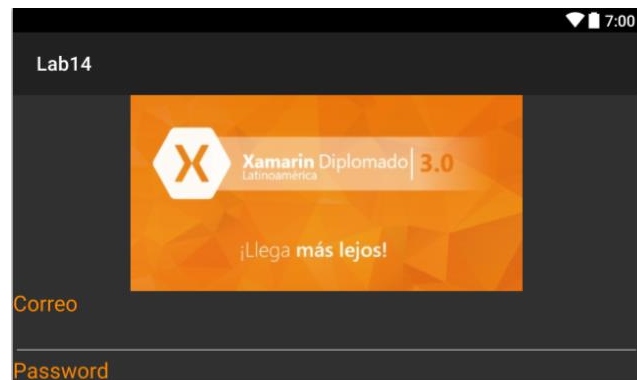 7:00
Lab14
Xamarin Diplomado 3.0
Latinoamérica
¡Llega más lejos!
Correo
Password